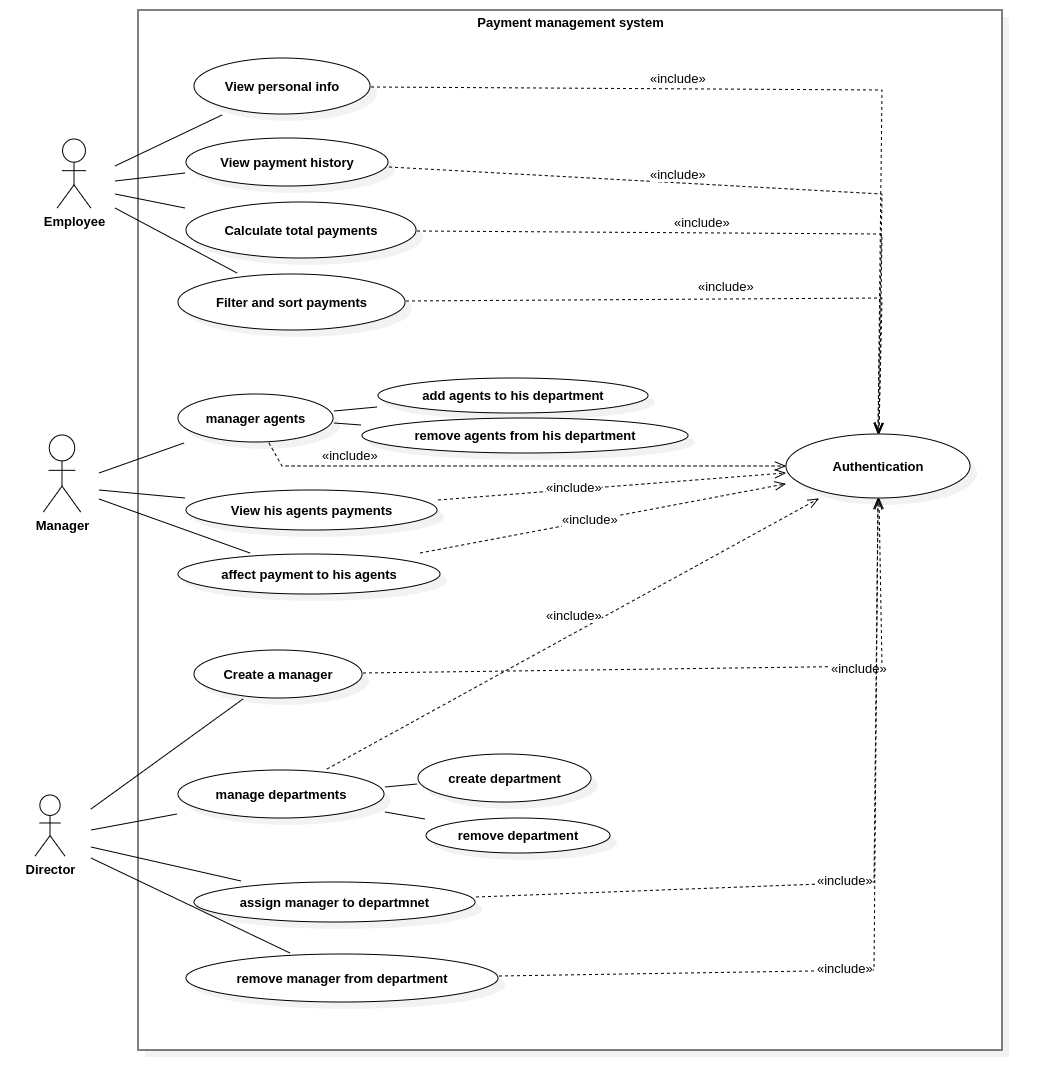 Payment management system
View personal info
«include»
View payment history
«include»
Employee
Calculate total payments
«include»
Filter and sort payments
«include»
add agents to his department
manager agents
remove agents from his department
«include»
Authentication
Manager
View his agents payments
«include»
«include»
affect payment to his agents
«include»
Create a manager
«include»
create department
manage departments
remove department
Director
«include»
assign manager to departmnet
«include»
remove manager from department